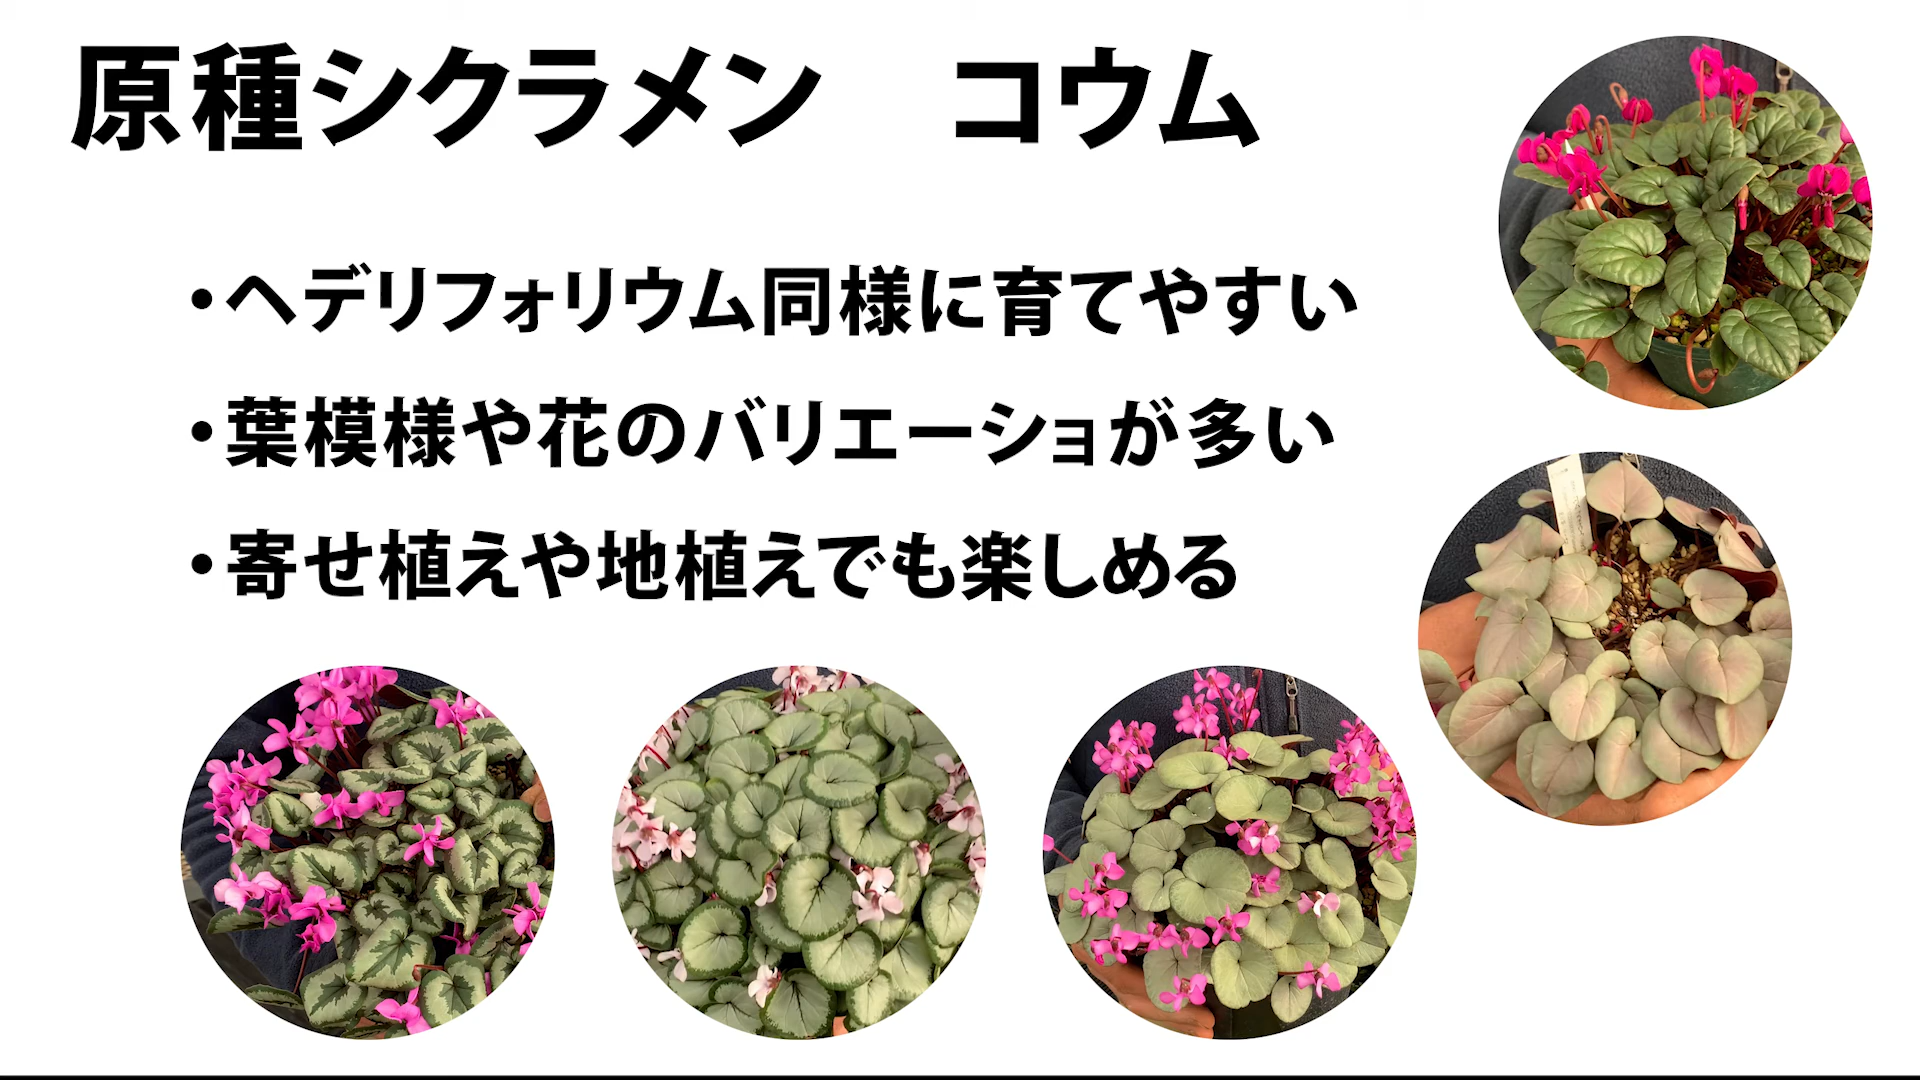 原種シクラメン　コウム
・ヘデリフォリウム同様に育てやすい
・葉模様や花のバリエーショが多い
・寄せ植えや地植えでも楽しめる